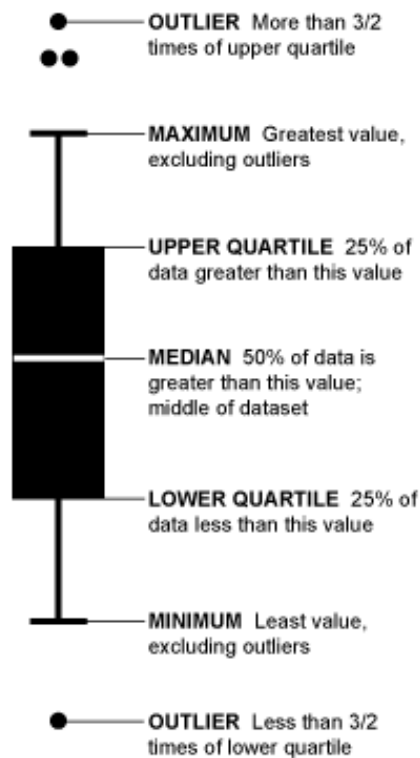 OUTLIER More than 3/2
times of upper quartile
MAXIMUM Greatest value,
excluding outliers
UPPER QUARTILE 25% of
data greater than this value
MEDIAN 50% of data is
greater than this value;
middle of dataset
LOWER QUARTILE 25% of
data less than this value
MINIMUM Least value,
excluding outliers
OUTLIER Less than 3/2
times of lower quartile